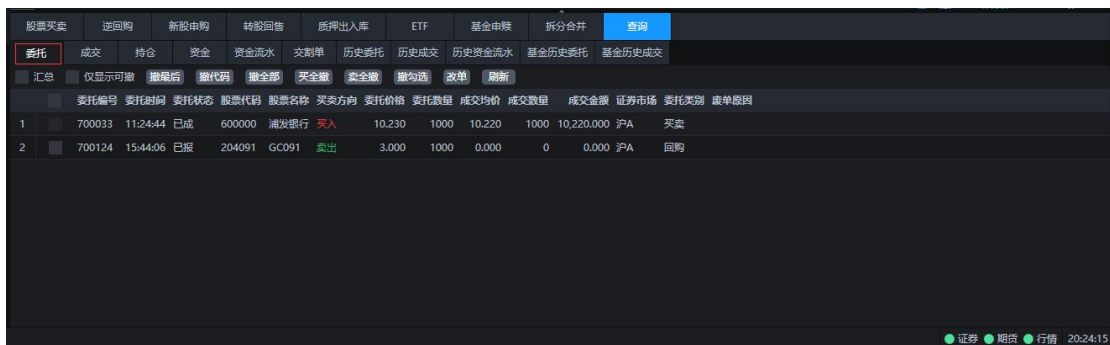 股票买卖 逆回购 新股申购 转股回售 质押出入库 ETF 基金申赎 拆分合并 查询
委托 成交 持仓 资金 资金流水 交割单 历史委托 历史成交 历史资金流水 基金历史委托 基金历史成交
汇总 仅显示可撤 撤最后 撤代码 撤全部 买全撤 卖全撤 撤勾选 改单 刷新
委托编号 委托时间 委托状态 股票代码 股票名称 买卖方向 委托价格 委托数量 成交均价 成交数量 成交金额 证券市场 委托类别 废单原因
1 700033 11:24:44 已成 600000 浦发银行 买入 10.230 1000 10.220 1000 10,220.000 沪A 买卖
2 700124 15:44:06 已报 204091 GC091 卖出 3.000 1000 0.000 0 0.000 沪A 回购
证券 期货 行情 20:24:15